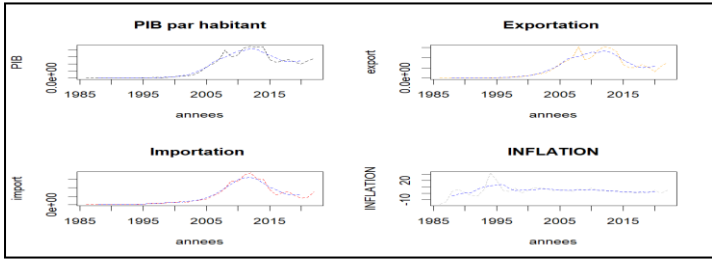 PIB par habitant
PIB
0.0e+00
1985 1995 2005 2015
annees
Exportation
export
0.0e+00
1985 1995 2005 2015
annees
Importation
import
0e+00
1985 1995 2005 2015
annees
INFLATION
INFLATION
-10 20
1985 1995 2005 2015
annees